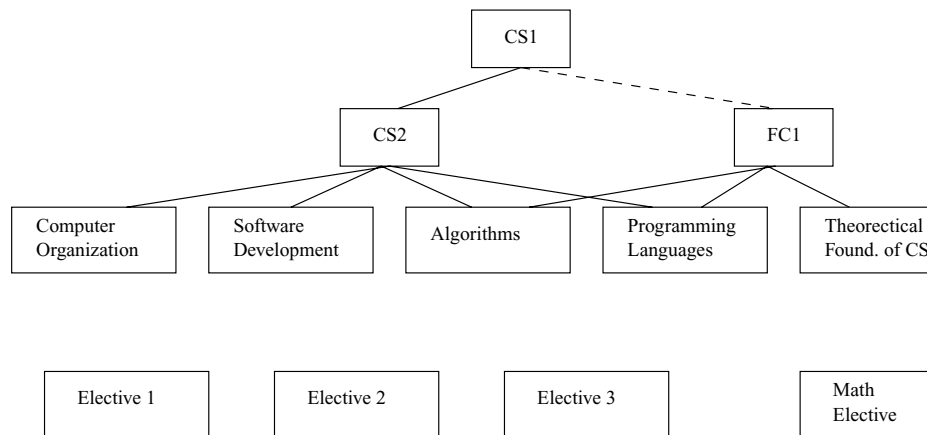 CS1
CS2
FC1
Computer
Organization
Software
Development
Algorithms
Programming
Languages
Theorectical
Found. of CS
Elective 1
Elective 2
Elective 3
Math
Elective